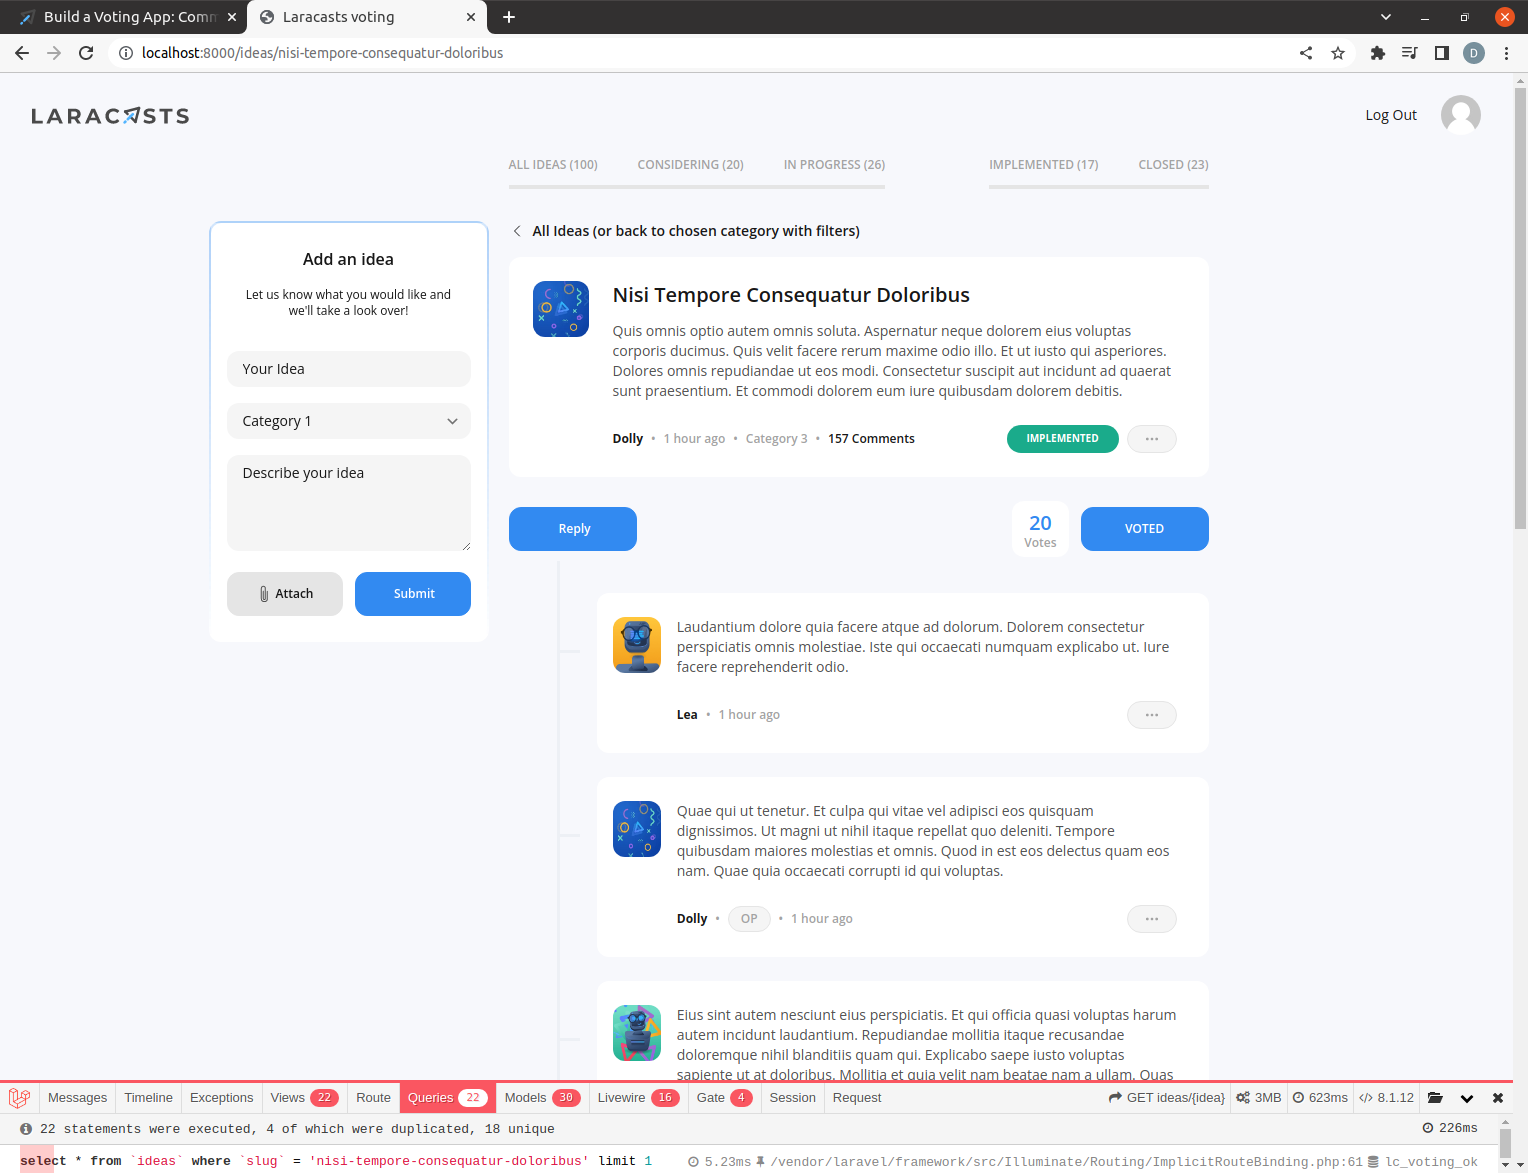 Build a Voting App: Comm
Laracasts voting
localhost:8000/ideas/nisi-tempore-consequatur-doloribus
D
LARACASTS
Log Out
ALL IDEAS (100) CONSIDERING (20) IN PROGRESS (26) IMPLEMENTED (17) CLOSED (23)
All Ideas (or back to chosen category with filters)
Add an idea
Let us know what you would like and
we'll take a look over!
Your Idea
Category 1
Describe your idea
Attach Submit
Nisi Tempore Consequatur Doloribus
Quis omnis optio autem omnis soluta. Aspernatur neque dolorem eius voluptas
corporis ducimus. Quis velit facere rerum maxime odio illo. Et ut iusto qui asperiores.
Dolores omnis repudiandae ut eos modi. Consectetur suscipit aut incidunt ad quaerat
sunt praesentium. Et commodi dolorem eum iure quibusdam dolorem debitis.
Dolly • 1 hour ago • Category 3 • 157 Comments IMPLEMENTED ...
Reply
20
Votes
VOTED
Laudantium dolore quia facere atque ad dolorum. Dolorem consectetur
perspiciatis omnis molestiae. Iste qui occaecati numquam explicabo ut. Iure
facere reprehenderit odio.
Lea • 1 hour ago ...
Quae qui ut tenetur. Et culpa qui vitae vel adipisci eos quisquam
dignissimos. Ut magni ut nihil itaque repellat quo deleniti. Tempore
quibusdam maiores molestias et omnis. Quod in est eos delectus quam eos
nam. Quae quia occaecati corrupti id qui voluptas.
Dolly • OP • 1 hour ago ...
Eius sint autem nesciunt eius perspiciatis. Et qui officia quasi voluptas harum
autem incidunt laudantium. Repudiandae mollitia itaque recusandae
doloremque nihil blanditiis quam qui. Explicabo saepe iusto voluptas
sapiente ut at doloribus. Mollitia et quia velit nam beatae nam a ullam. Quas
Messages Timeline Exceptions Views 22 Route Queries 22 Models 30 Livewire 16 Gate 4 Session Request GET ideas/{idea} 3MB 623ms </> 8.1.12
22 statements were executed, 4 of which were duplicated, 18 unique 226ms
select * from `ideas` where `slug` = 'nisi-tempore-consequatur-doloribus' limit 1 5.23ms /vendor/laravel/framework/src/Illuminate/Routing/ImplicitRouteBinding.php:61 lc_voting_ok